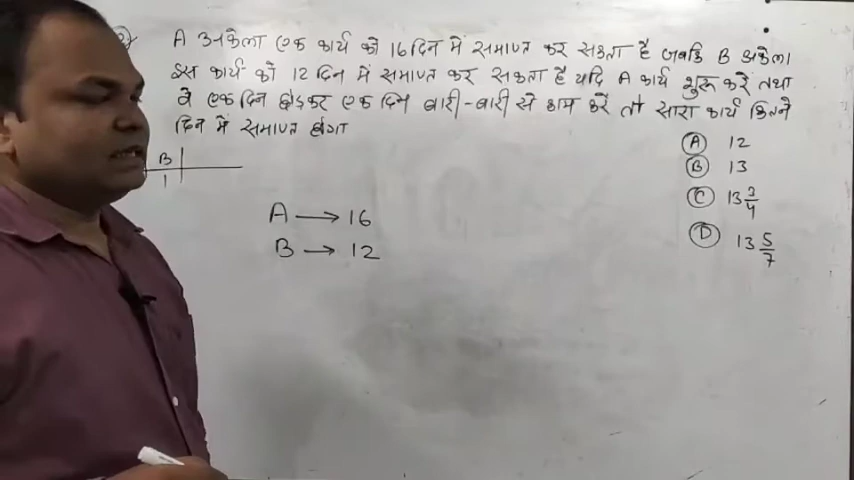 A अकेला एक कार्य को 16 दिन में समाप्त कर सकता है जबकि B अकेला
इस कार्य को 12 दिन में समाप्त कर सकता है यदि A कार्य शुरू करें तथा
वे एक दिन छोड़कर एक दिन बारी-बारी से काम करें तो सारा कार्य कितने
दिन में समाप्त होगा
(A) 12
(B) 13
(C) 13 3/4
(D) 13 5/7
B
1
A → 16
B → 12